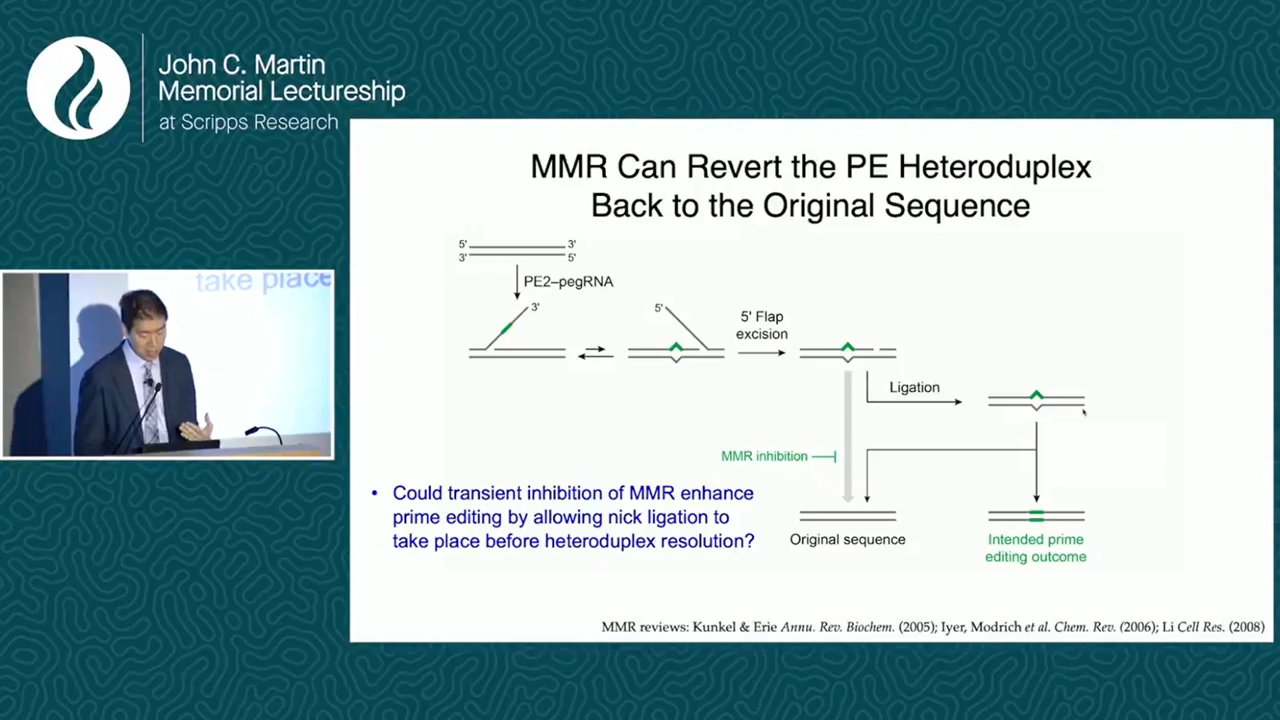 John C. Martin
Memorial Lectureship
at Scripps Research
take place
MMR Can Revert the PE Heteroduplex
Back to the Original Sequence
5' 3'
3' 5'
PE2–pegRNA
3'
5'
5' Flap
excision
Ligation
MMR inhibition
• Could transient inhibition of MMR enhance
prime editing by allowing nick ligation to
take place before heteroduplex resolution?
Original sequence
Intended prime
editing outcome
MMR reviews: Kunkel & Erie Annu. Rev. Biochem. (2005); Iyer, Modrich et al. Chem. Rev. (2006); Li Cell Res. (2008)